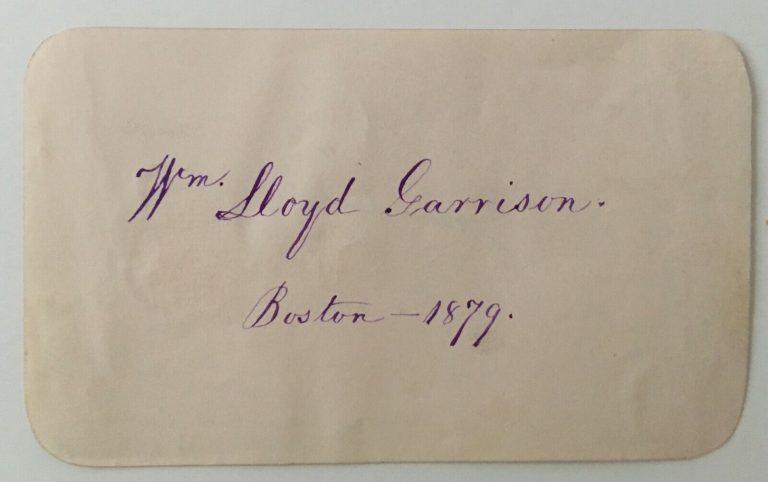 Wm. Lloyd Garrison.
Boston — 1879.